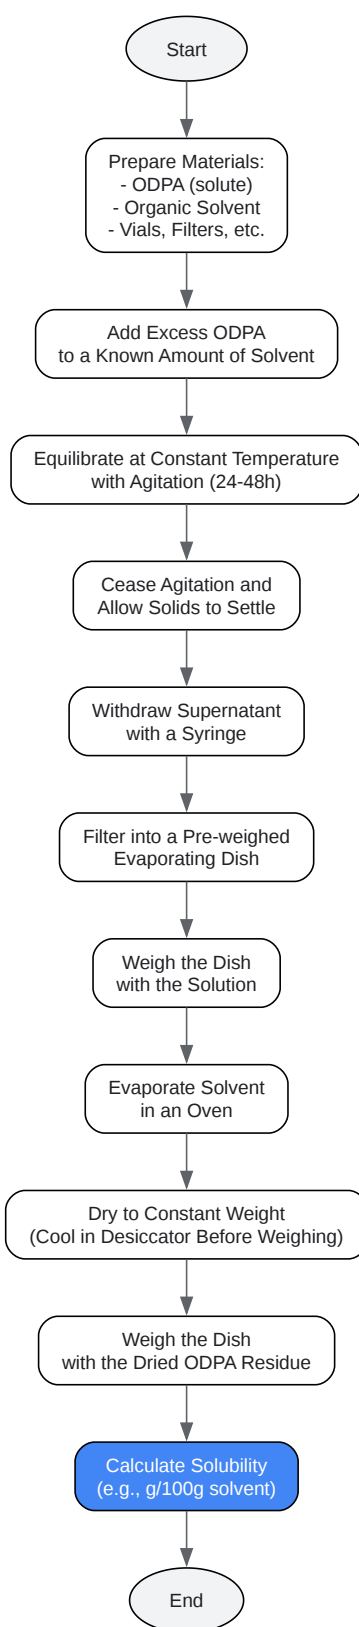 Start
Prepare Materials:
- ODPA (solute)
- Organic Solvent
- Vials, Filters, etc.
Add Excess ODPA
to a Known Amount of Solvent
Equilibrate at Constant Temperature
with Agitation (24-48h)
Cease Agitation and
Allow Solids to Settle
Withdraw Supernatant
with a Syringe
Filter into a Pre-weighed
Evaporating Dish
Weigh the Dish
with the Solution
Evaporate Solvent
in an Oven
Dry to Constant Weight
(Cool in Desiccator Before Weighing)
Weigh the Dish
with the Dried ODPA Residue
Calculate Solubility
(e.g., g/100g solvent)
End